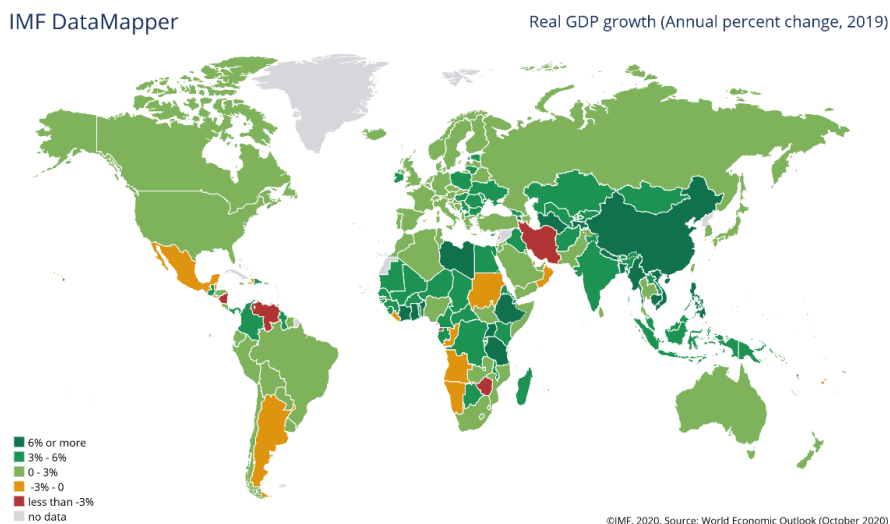 IMF DataMapper
Real GDP growth (Annual percent change, 2019)
6% or more
3% - 6%
0 - 3%
-3% - 0
less than -3%
no data
©IMF, 2020, Source: World Economic Outlook (October 2020)